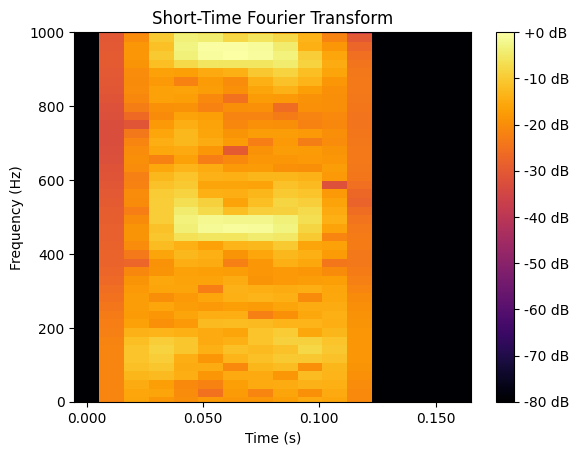 Short-Time Fourier Transform
1000
800
600
400
200
0
Frequency (Hz)
0.000
0.050
0.100
0.150
Time (s)
+0 dB
-10 dB
-20 dB
-30 dB
-40 dB
-50 dB
-60 dB
-70 dB
-80 dB